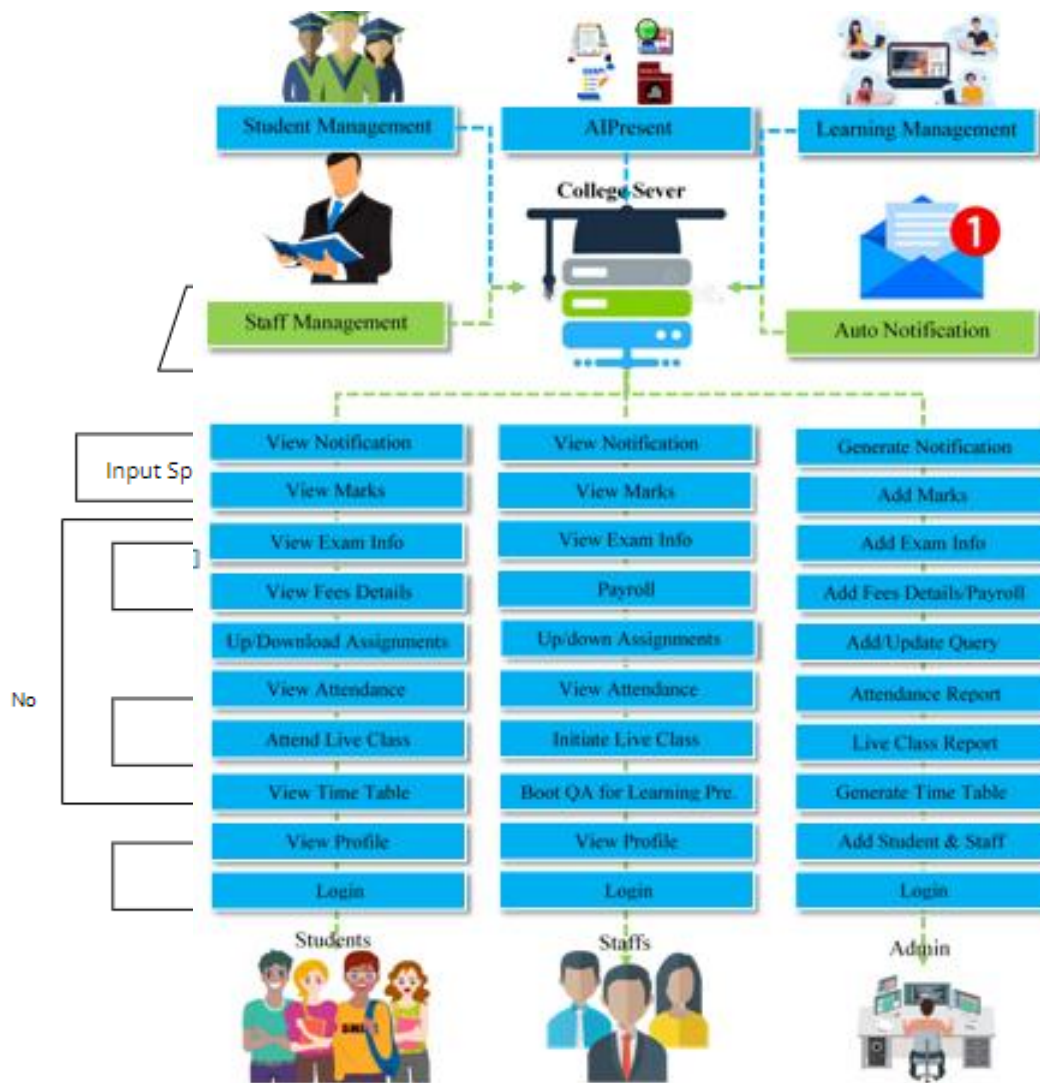 Student Management
AIPresent
Learning Management
College Sever
1
Staff Management
Auto Notification
Input Sp
No
View Notification
View Marks
View Exam Info
View Fees Details
Up/Download Assignments
View Attendance
Attend Live Class
View Time Table
View Profile
Login
Students
View Notification
View Marks
View Exam Info
Payroll
Up/down Assignments
View Attendance
Initiate Live Class
Boot QA for Learning Pre.
View Profile
Login
Staffs
Generate Notification
Add Marks
Add Exam Info
Add Fees Details/Payroll
Add/Update Query
Attendance Report
Live Class Report
Generate Time Table
Add Student & Staff
Login
Admin